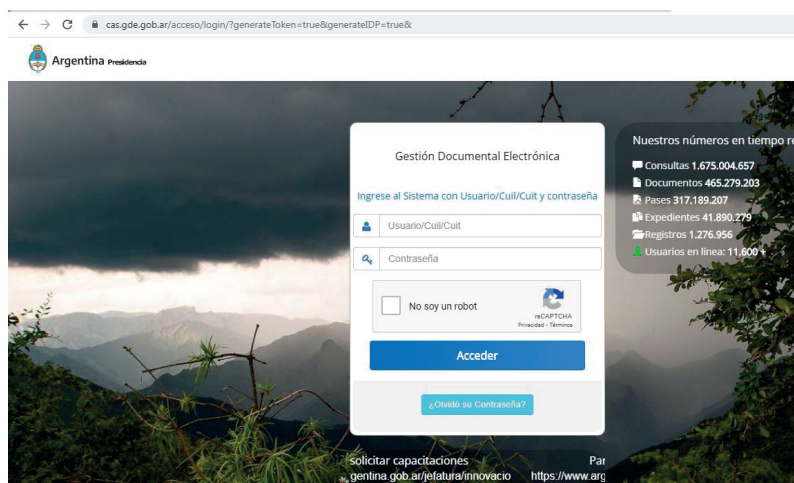 cas.gde.gob.ar/acceso/login/?generateToken=true&generateIDP=true&
Argentina Presidencia
Gestión Documental Electrónica
Ingrese al Sistema con Usuario/Cuil/Cuit y contraseña
Usuario/Cuil/Cuit
Contraseña
No soy un robot
reCAPTCHA
Privacidad - Términos
Acceder
¿Olvidó su Contraseña?
Nuestros números en tiempo re
Consultas 1.675.004.657
Documentos 465.279.203
Pases 317.189.207
Expedientes 41.890.279
Registros 1.276.956
Usuarios en línea: 11.600 +
solicitar capacitaciones Par
gentina.gob.ar/jefatura/innovacio https://www.arg